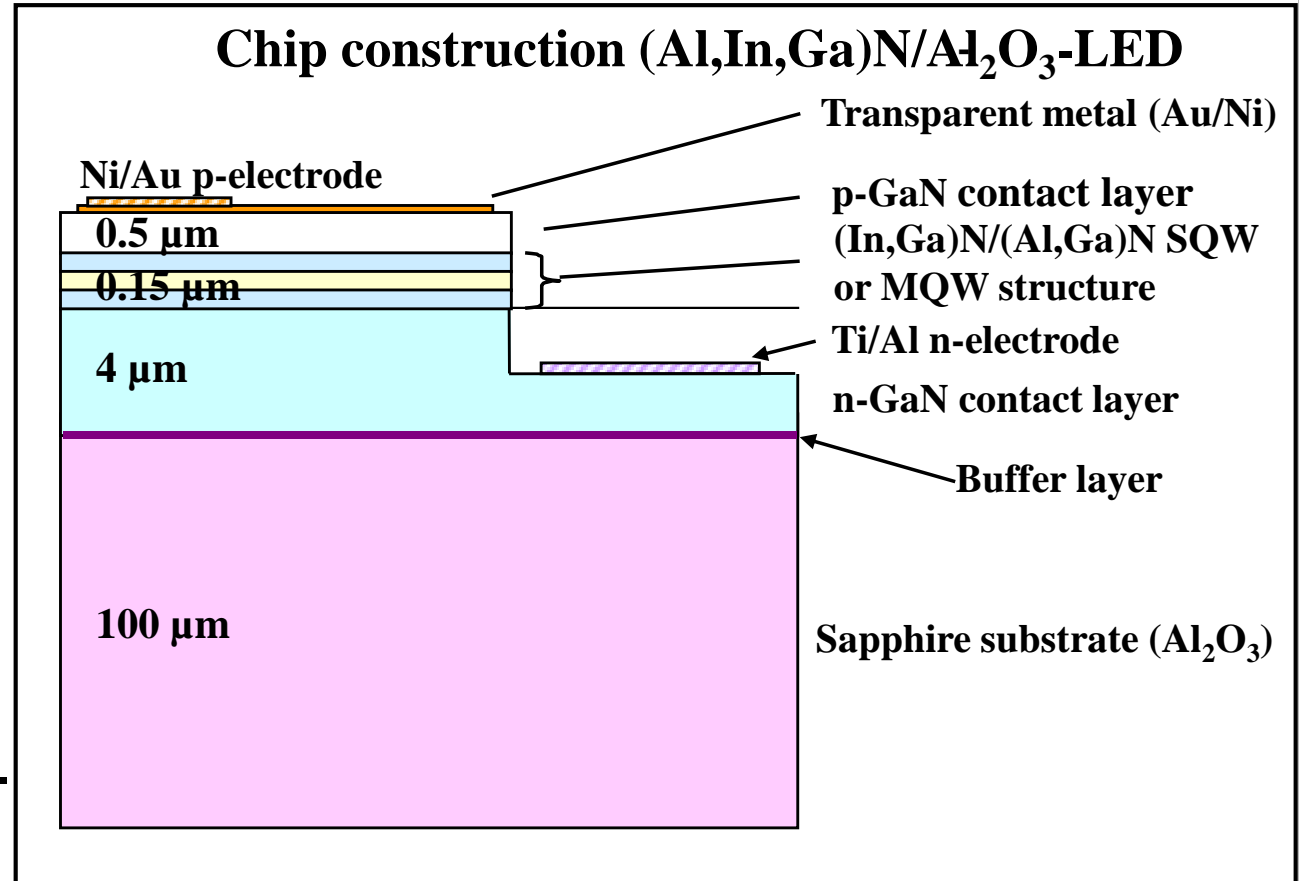 Chip construction (Al,In,Ga)N/Al₂O₃-LED
Transparent metal (Au/Ni)
Ni/Au p-electrode
p-GaN contact layer
0.5 µm
(In,Ga)N/(Al,Ga)N SQW
0.15 µm
or MQW structure
Ti/Al n-electrode
4 µm
n-GaN contact layer
Buffer layer
100 µm
Sapphire substrate (Al₂O₃)